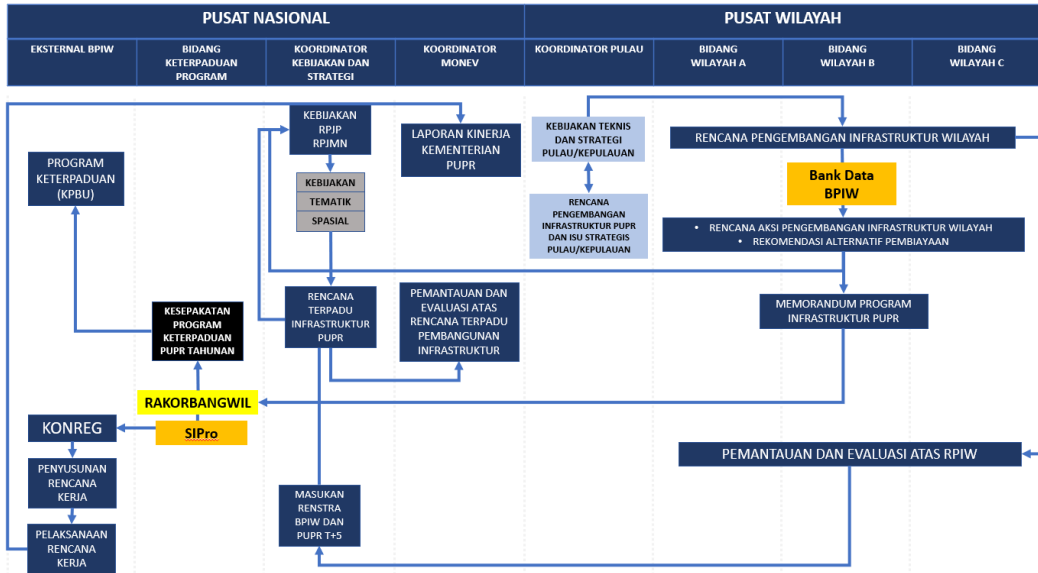 PUSAT NASIONAL
PUSAT WILAYAH
EKSTERNAL BPIW
BIDANG
KETERPADUAN
PROGRAM
KOORDINATOR
KEBIJAKAN DAN
STRATEGI
KOORDINATOR
MONEV
KOORDINATOR PULAU
BIDANG
WILAYAH A
BIDANG
WILAYAH B
BIDANG
WILAYAH C
KEBIJAKAN
RPJP
RPJMN
LAPORAN KINERJA
KEMENTERIAN
PUPR
KEBIJAKAN TEKNIS
DAN STRATEGI
PULAU/KEPULAUAN
RENCANA PENGEMBANGAN INFRASTRUKTUR WILAYAH
PROGRAM
KETERPADUAN
(KPBU)
KEBIJAKAN
TEMATIK
SPASIAL
Bank Data
BPIW
RENCANA
PENGEMBANGAN
INFRASTRUKTUR PUPR
DAN ISU STRATEGIS
PULAU/KEPULAUAN
• RENCANA AKSI PENGEMBANGAN INFRASTRUKTUR WILAYAH
• REKOMENDASI ALTERNATIF PEMBIAYAAN
KESEPAKATAN
PROGRAM
KETERPADUAN
PUPR TAHUNAN
RENCANA
TERPADU
INFRASTRUKTUR
PUPR
PEMANTAUAN DAN
EVALUASI ATAS
RENCANA TERPADU
PEMBANGUNAN
INFRASTRUKTUR
MEMORANDUM PROGRAM
INFRASTRUKTUR PUPR
RAKORBANGWIL
SIPro
KONREG
PENYUSUNAN
RENCANA
KERJA
PELAKSANAAN
RENCANA
KERJA
MASUKAN
RENSTRA
BPIW DAN
PUPR T+5
PEMANTAUAN DAN EVALUASI ATAS RPIW